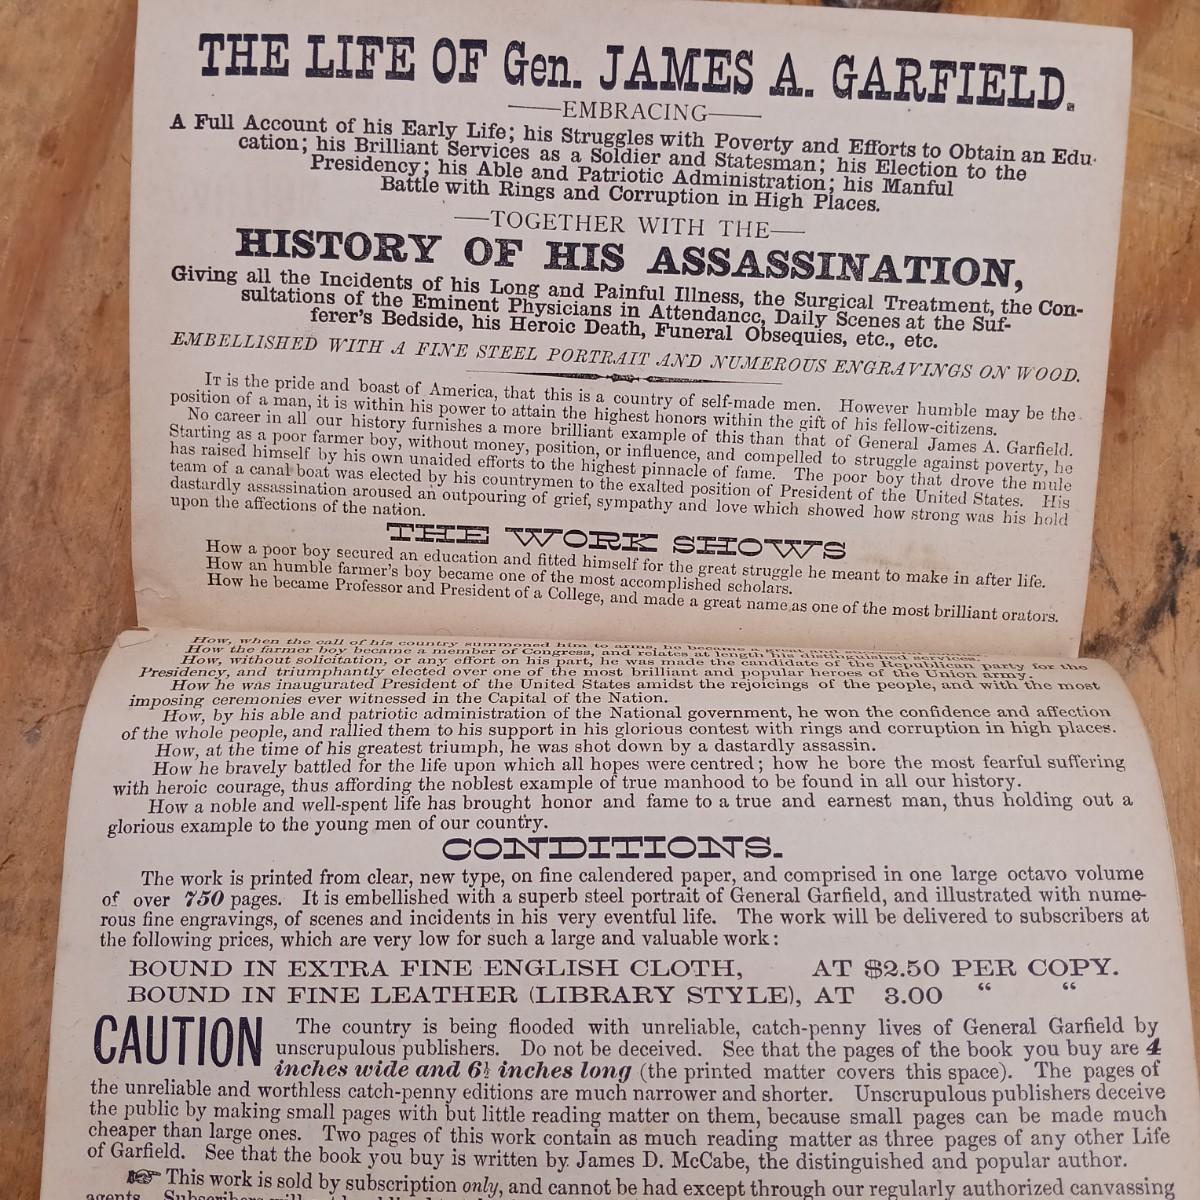 THE LIFE OF Gen. JAMES A. GARFIELD.
—EMBRACING—
A Full Account of his Early Life; his Struggles with Poverty and Efforts to Obtain an Edu-
cation; his Brilliant Services as a Soldier and Statesman; his Election to the
Presidency; his Able and Patriotic Administration; his Manful
Battle with Rings and Corruption in High Places.
—TOGETHER WITH THE—
HISTORY OF HIS ASSASSINATION,
Giving all the Incidents of his Long and Painful Illness, the Surgical Treatment, the Con-
sultations of the Eminent Physicians in Attendance, Daily Scenes at the Suf-
ferer's Bedside, his Heroic Death, Funeral Obsequies, etc., etc.
EMBELLISHED WITH A FINE STEEL PORTRAIT AND NUMEROUS ENGRAVINGS ON WOOD.
It is the pride and boast of America, that this is a country of self-made men. However humble may be the
position of a man, it is within his power to attain the highest honors within the gift of his fellow-citizens.
No career in all our history furnishes a more brilliant example of this than that of General James A. Garfield.
Starting as a poor farmer boy, without money, position, or influence, and compelled to struggle against poverty, he
has raised himself by his own unaided efforts to the highest pinnacle of fame. The poor boy that drove the mule
team of a canal boat was elected by his countrymen to the exalted position of President of the United States. His
dastardly assassination aroused an outpouring of grief, sympathy and love which showed how strong was his hold
upon the affections of the nation.
THE WORK SHOWS
How a poor boy secured an education and fitted himself for the great struggle he meant to make in after life.
How an humble farmer's boy became one of the most accomplished scholars.
How he became Professor and President of a College, and made a great name as one of the most brilliant orators.
How, when the call of his country summoned him to arms, he became a great
How the farmer boy became a member of Congress, and relates at length his distinguished services.
How, without solicitation, or any effort on his part, he was made the candidate of the Republican party for the
Presidency, and triumphantly elected over one of the most brilliant and popular heroes of the Union army.
How he was inaugurated President of the United States amidst the rejoicings of the people, and with the most
imposing ceremonies ever witnessed in the Capital of the Nation.
How, by his able and patriotic administration of the National government, he won the confidence and affection
of the whole people, and rallied them to his support in his glorious contest with rings and corruption in high places.
How, at the time of his greatest triumph, he was shot down by a dastardly assassin.
How he bravely battled for the life upon which all hopes were centred; how he bore the most fearful suffering
with heroic courage, thus affording the noblest example of true manhood to be found in all our history.
How a noble and well-spent life has brought honor and fame to a true and earnest man, thus holding out a
glorious example to the young men of our country.
CONDITIONS.
The work is printed from clear, new type, on fine calendered paper, and comprised in one large octavo volume
of over 750 pages. It is embellished with a superb steel portrait of General Garfield, and illustrated with nume-
rous fine engravings, of scenes and incidents in his very eventful life. The work will be delivered to subscribers at
the following prices, which are very low for such a large and valuable work:
BOUND IN EXTRA FINE ENGLISH CLOTH, AT $2.50 PER COPY.
BOUND IN FINE LEATHER (LIBRARY STYLE), AT 3.00 " "
CAUTION The country is being flooded with unreliable, catch-penny lives of General Garfield by
unscrupulous publishers. Do not be deceived. See that the pages of the book you buy are 4
inches wide and 6½ inches long (the printed matter covers this space). The pages of
the unreliable and worthless catch-penny editions are much narrower and shorter. Unscrupulous publishers deceive
the public by making small pages with but little reading matter on them, because small pages can be made much
cheaper than large ones. Two pages of this work contain as much reading matter as three pages of any other Life
of Garfield. See that the book you buy is written by James D. McCabe, the distinguished and popular author.
☞ This work is sold by subscription only, and cannot be had except through our regularly authorized canvassing
agents. Subscribers will not be